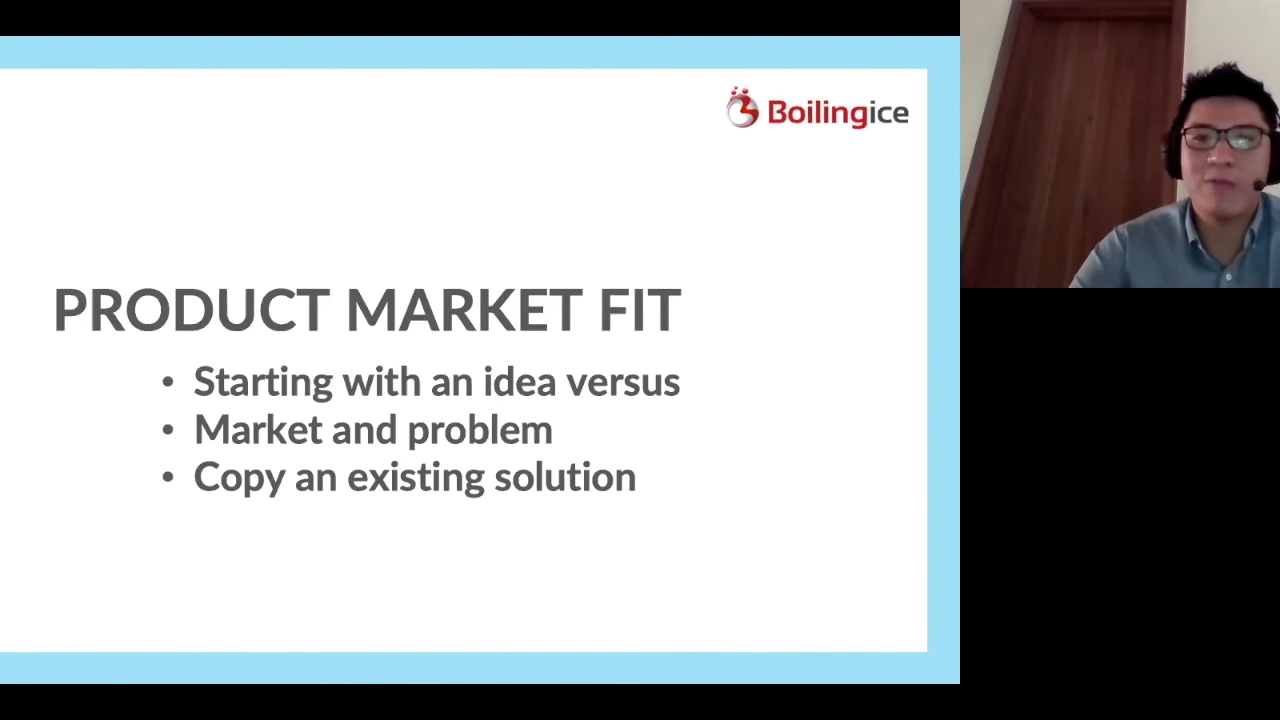 Boilingice
PRODUCT MARKET FIT
• Starting with an idea versus
• Market and problem
• Copy an existing solution